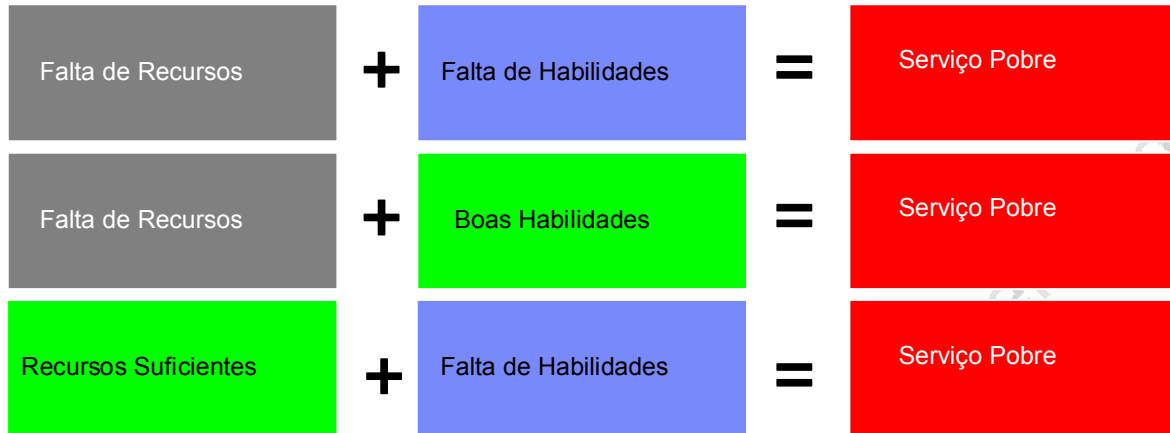 Falta de Recursos + Falta de Habilidades = Serviço Pobre
Falta de Recursos + Boas Habilidades = Serviço Pobre
Recursos Suficientes + Falta de Habilidades = Serviço Pobre